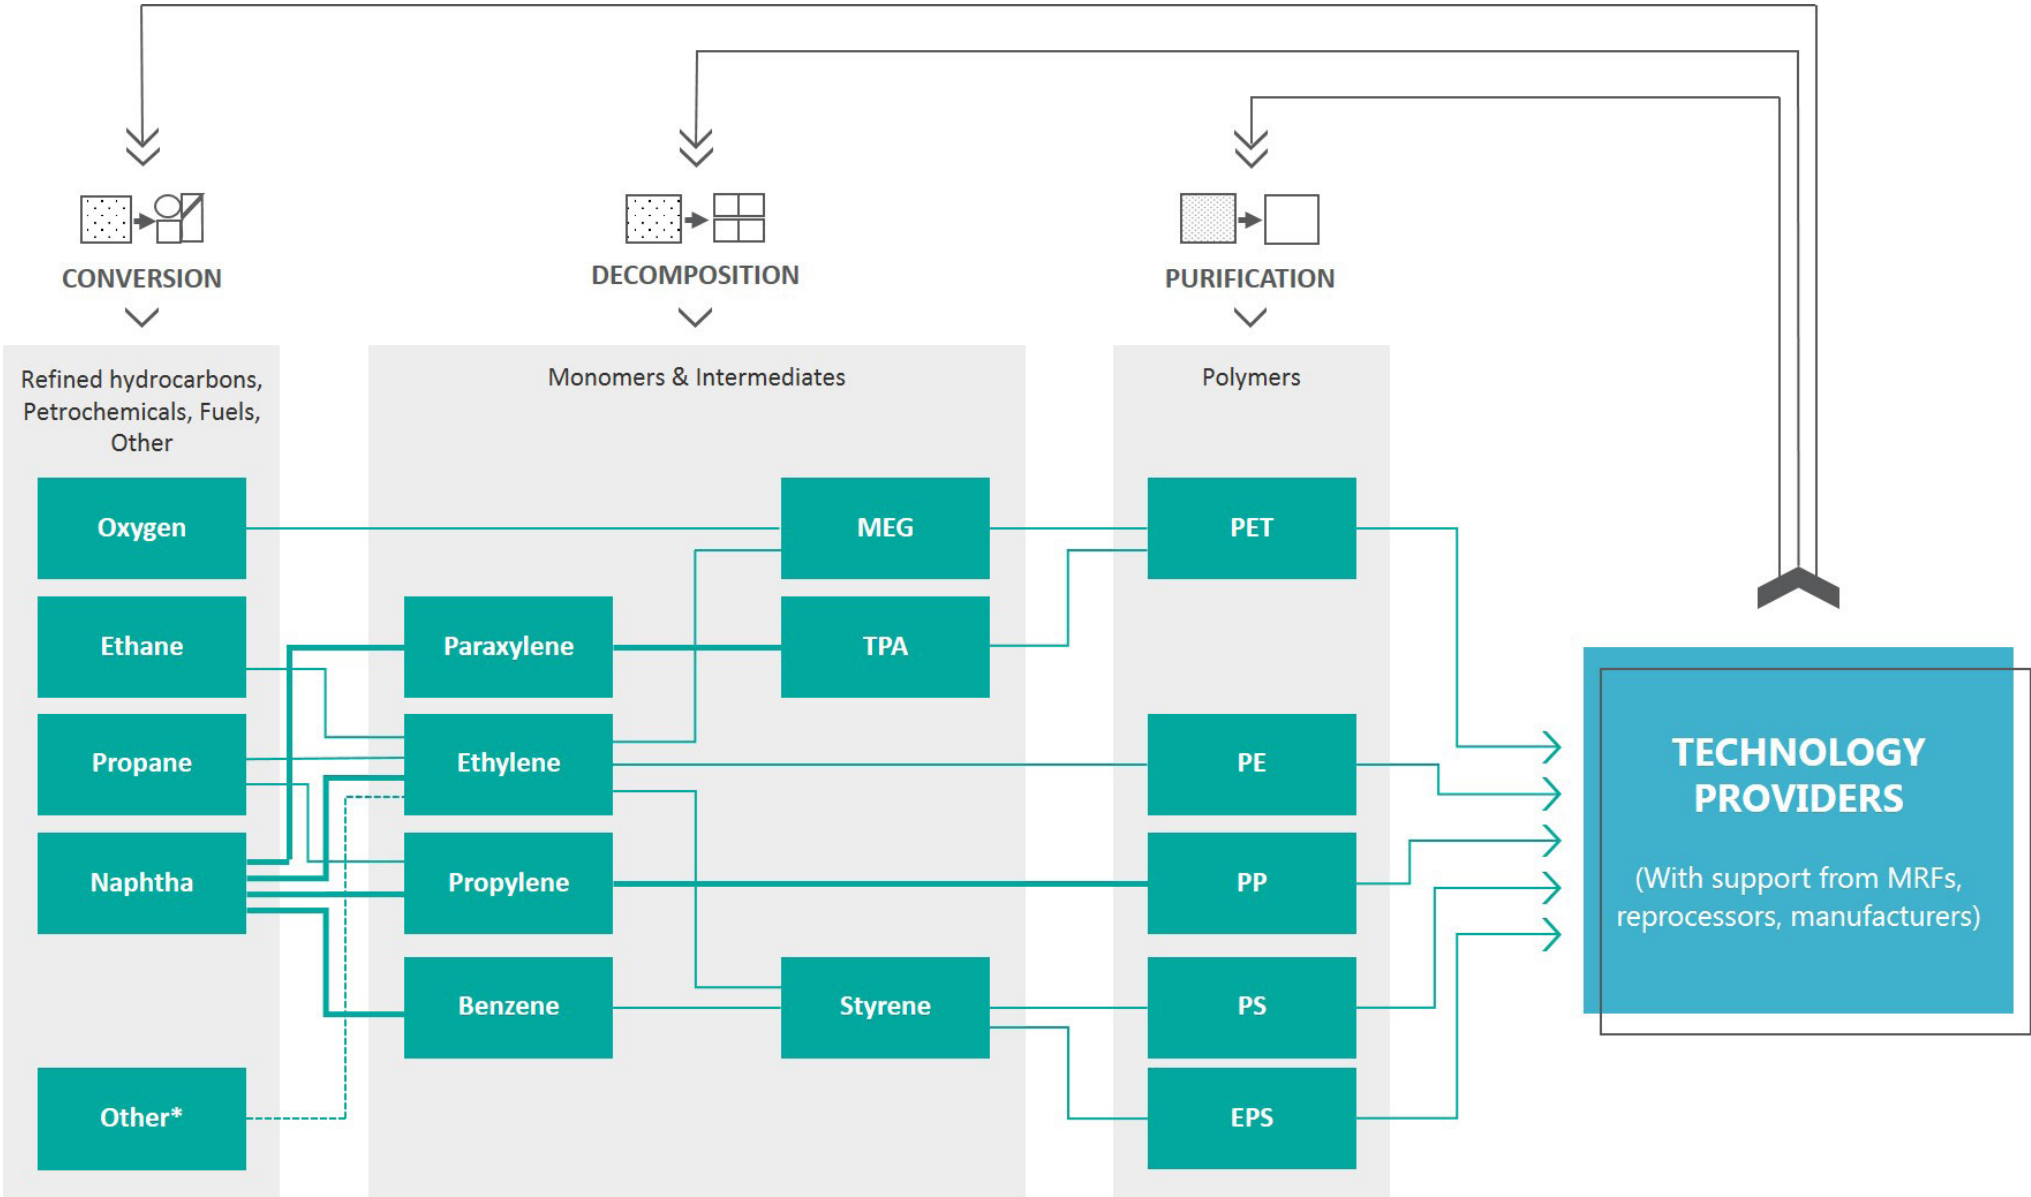 CONVERSION
DECOMPOSITION
PURIFICATION
Refined hydrocarbons,
Petrochemicals, Fuels,
Other
Monomers & Intermediates
Polymers
Oxygen
MEG
PET
Ethane
Paraxylene
TPA
Propane
Ethylene
PE
Naphtha
Propylene
PP
Benzene
Styrene
PS
Other*
EPS
TECHNOLOGY
PROVIDERS
(With support from MRFs,
reprocessors, manufacturers)